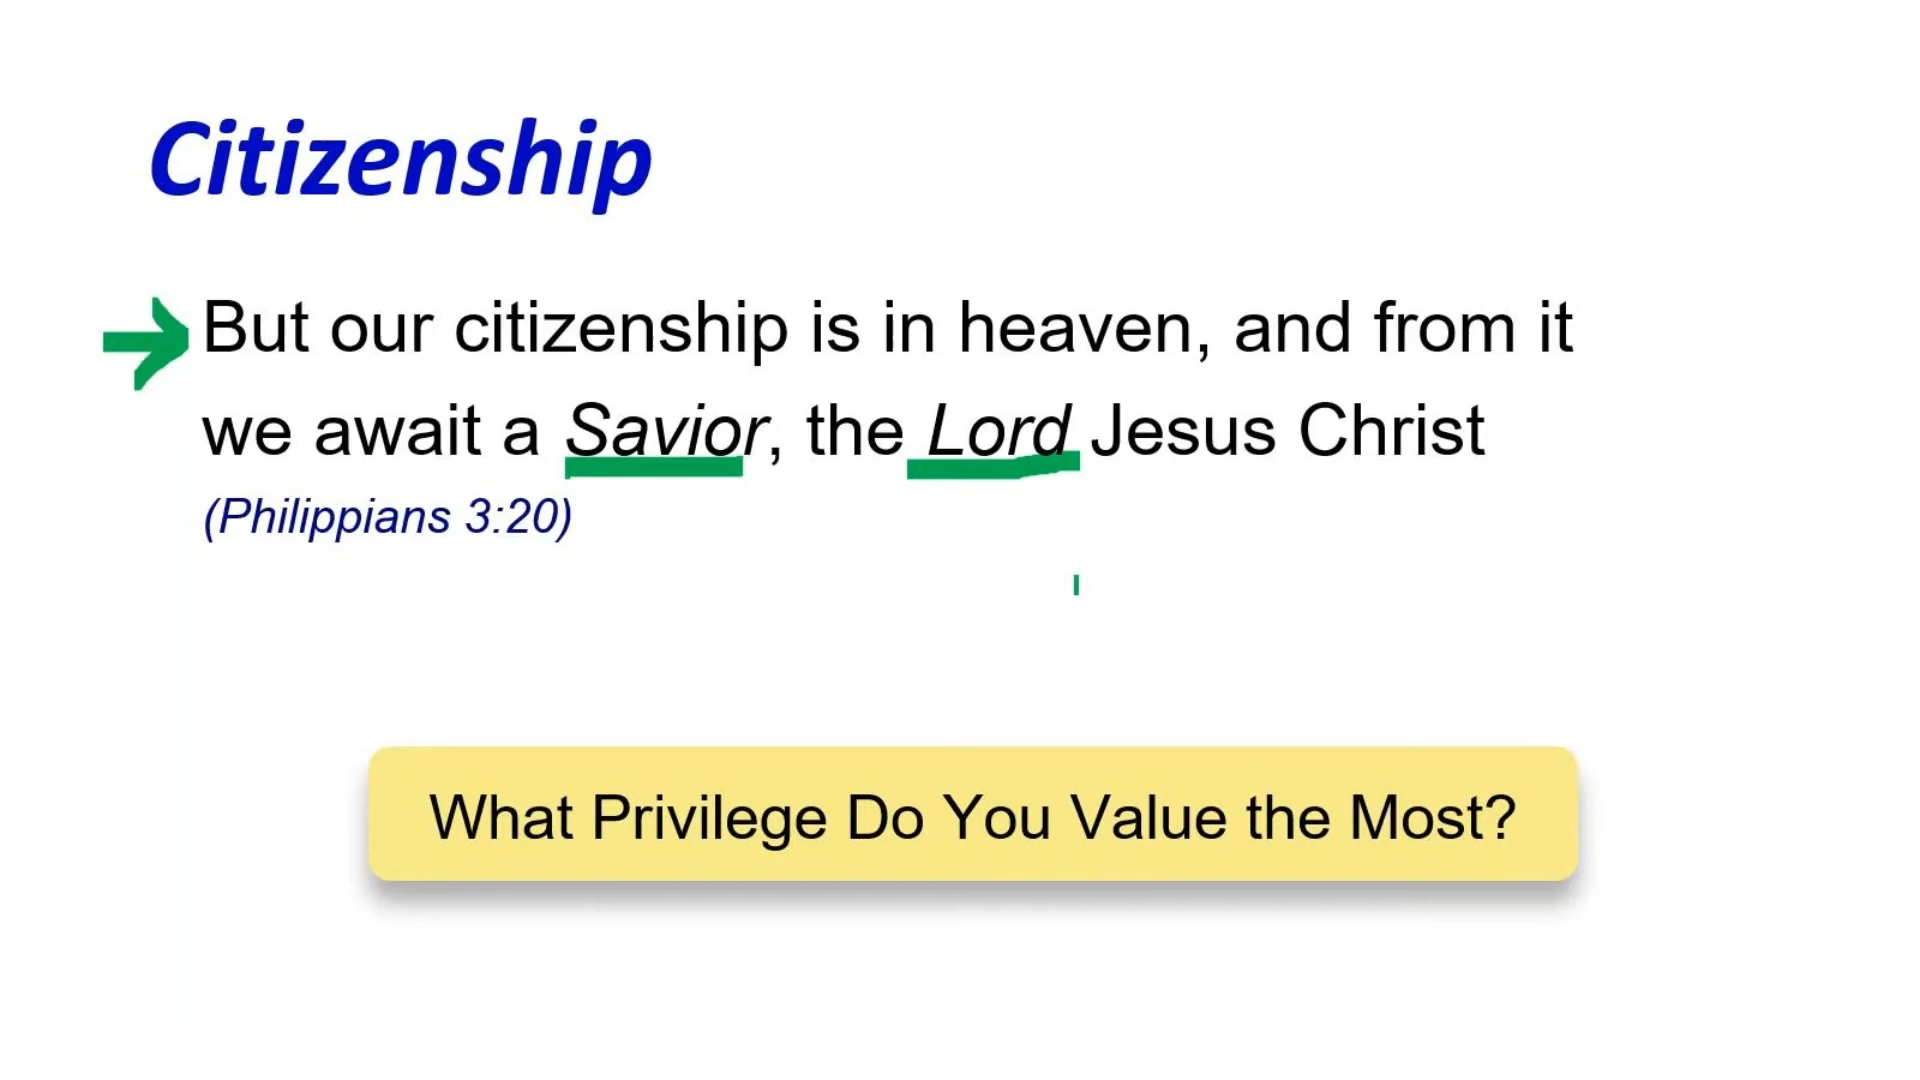 Citizenship
But our citizenship is in heaven, and from it
we await a Savior, the Lord Jesus Christ
(Philippians 3:20)
What Privilege Do You Value the Most?